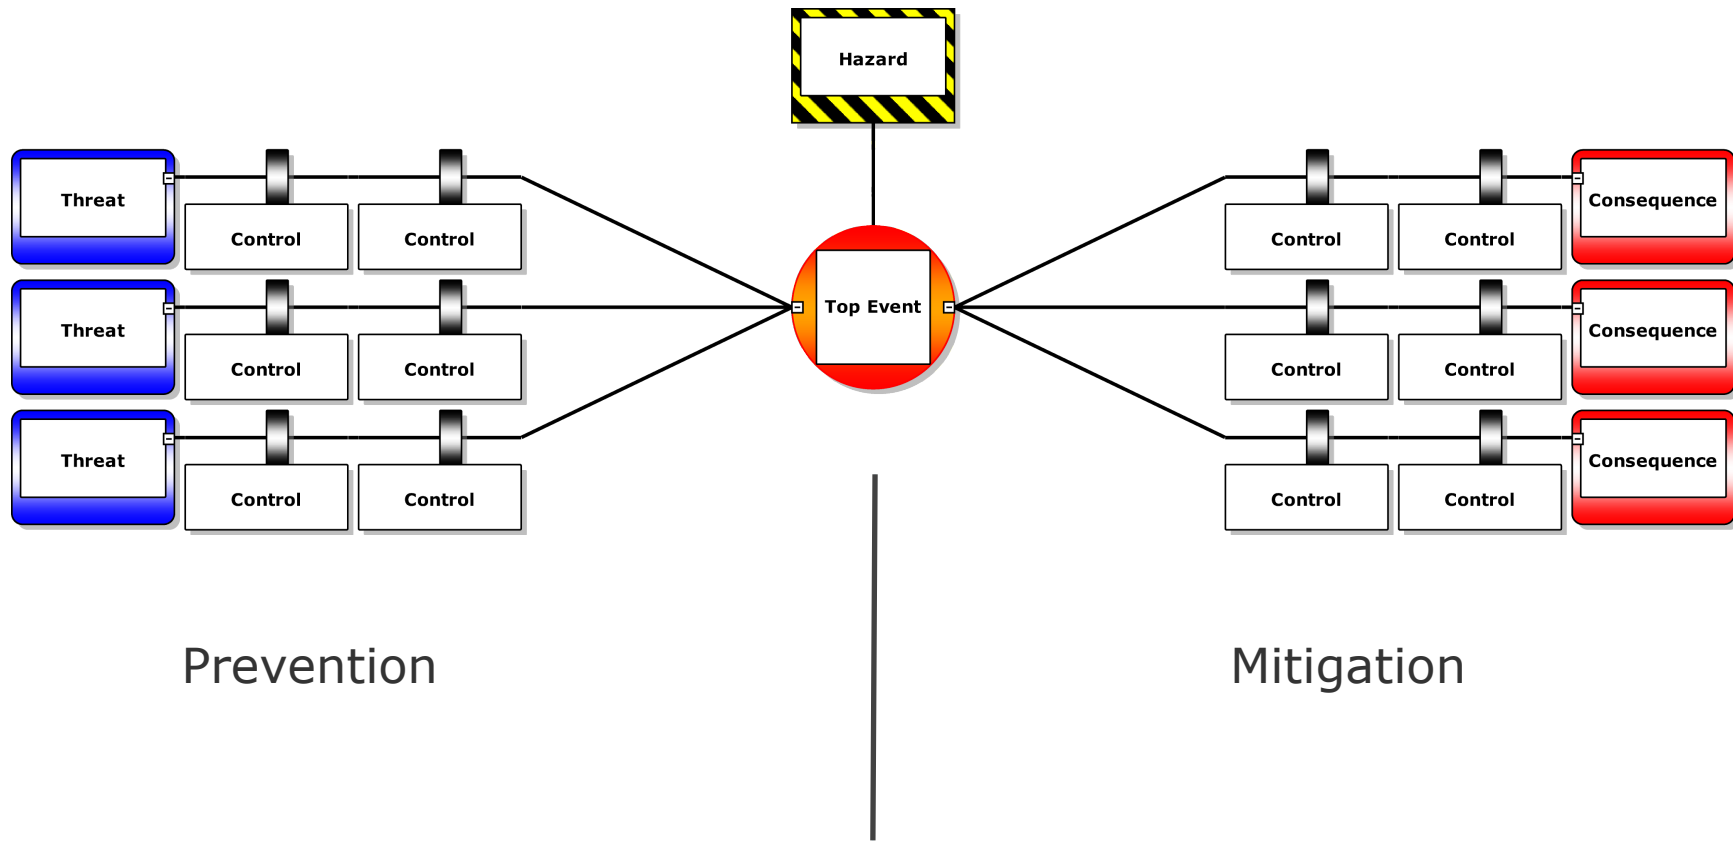 Hazard
Threat
Control
Control
Control
Control
Consequence
Top Event
Threat
Control
Control
Control
Control
Consequence
Threat
Control
Control
Control
Control
Consequence
Prevention
Mitigation